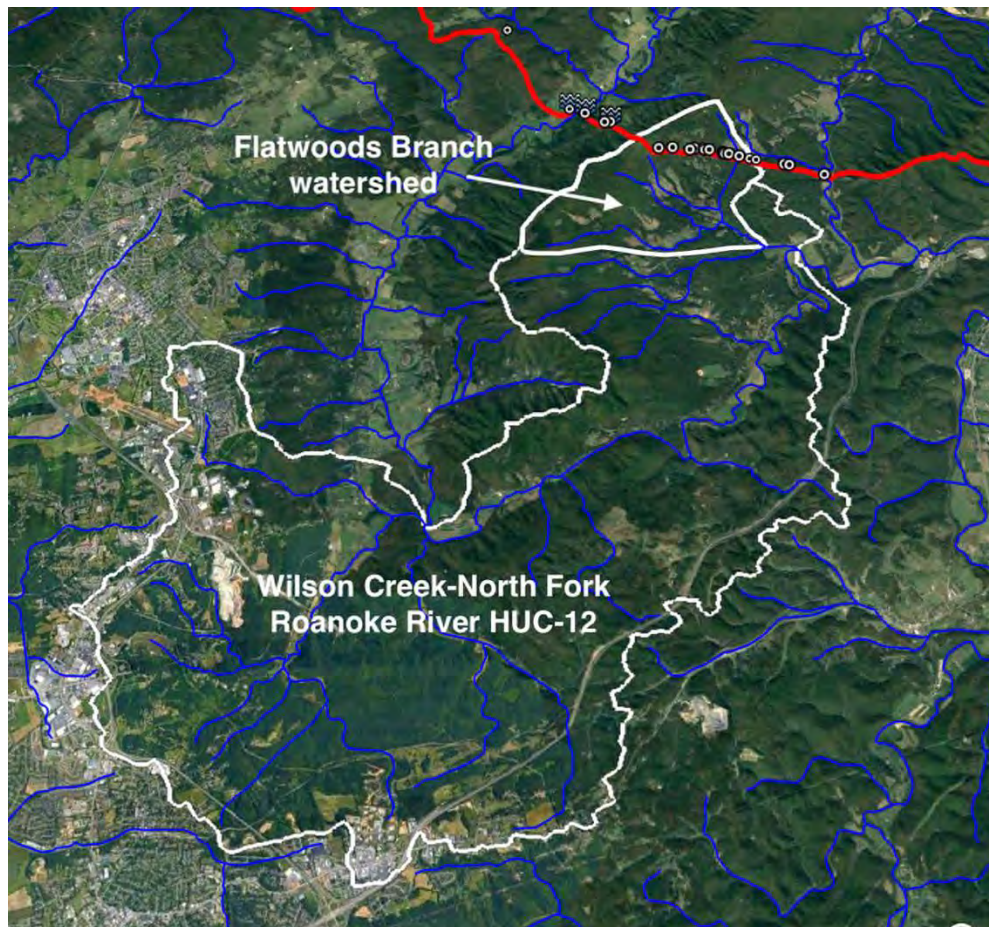 Flatwoods Branch
watershed
Wilson Creek-North Fork
Roanoke River HUC-12